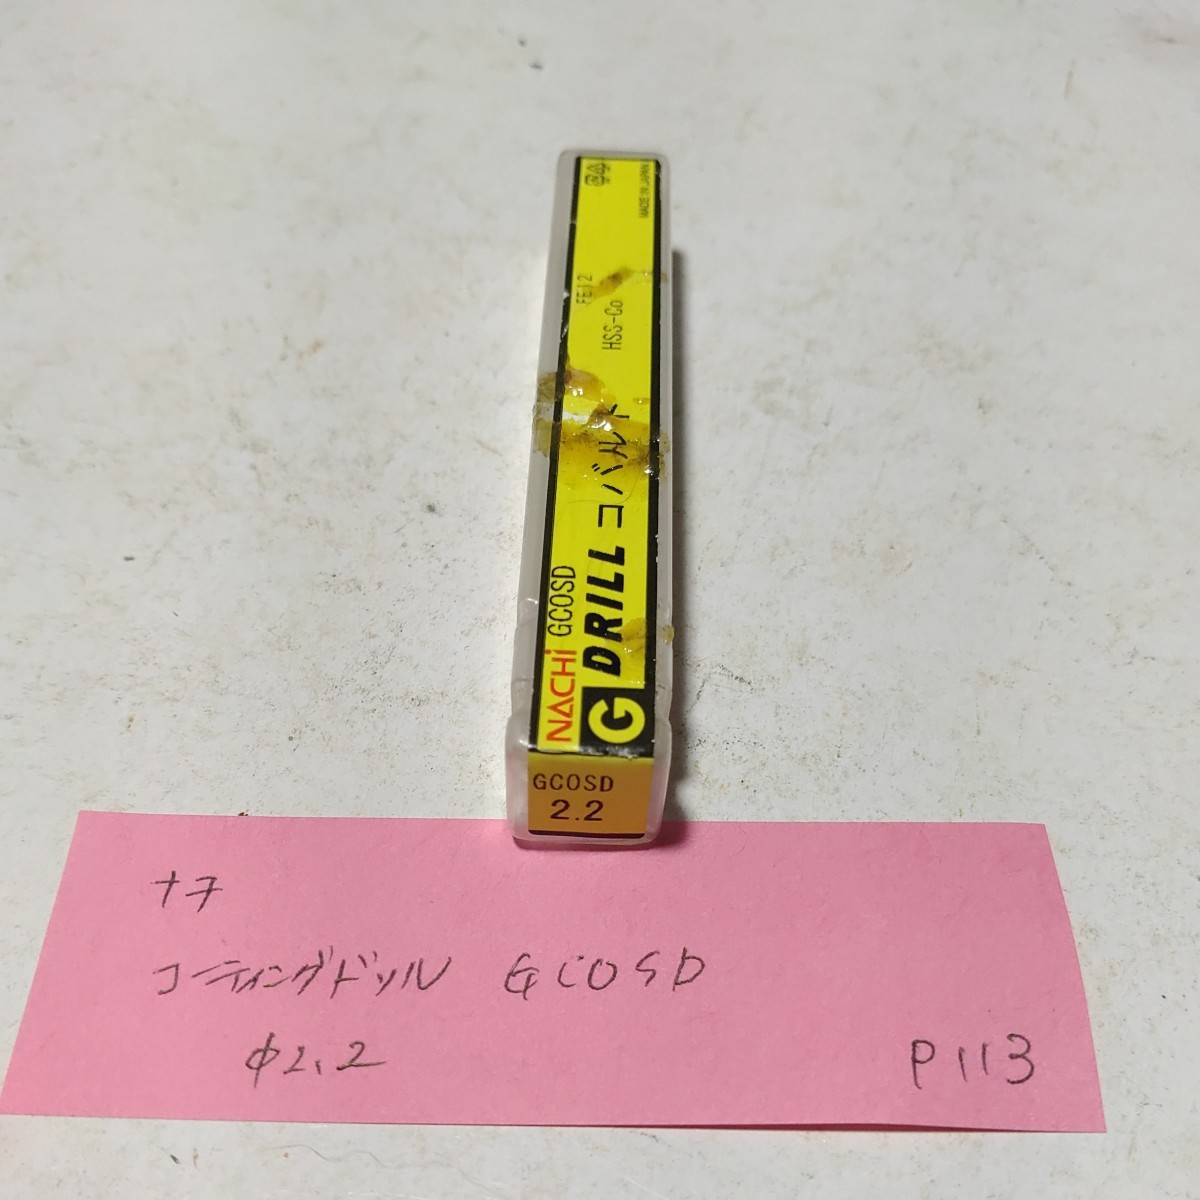 NACHi GCOSD
G DRILL コバルト
HSS-Co
FE12
MADE IN JAPAN
GCOSD
2.2
ナチ
コーティングドリル GCOSD
φ2.2
P113